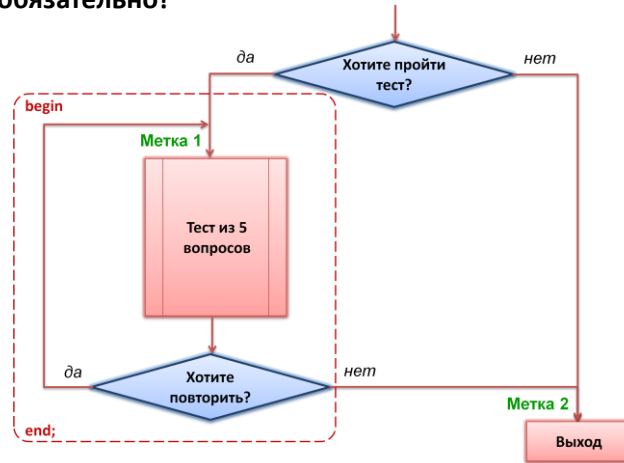 обязательно!
да
Хотите пройти
тест?
нет
begin
Метка 1
Тест из 5
вопросов
да
Хотите
повторить?
нет
Метка 2
end;
Выход